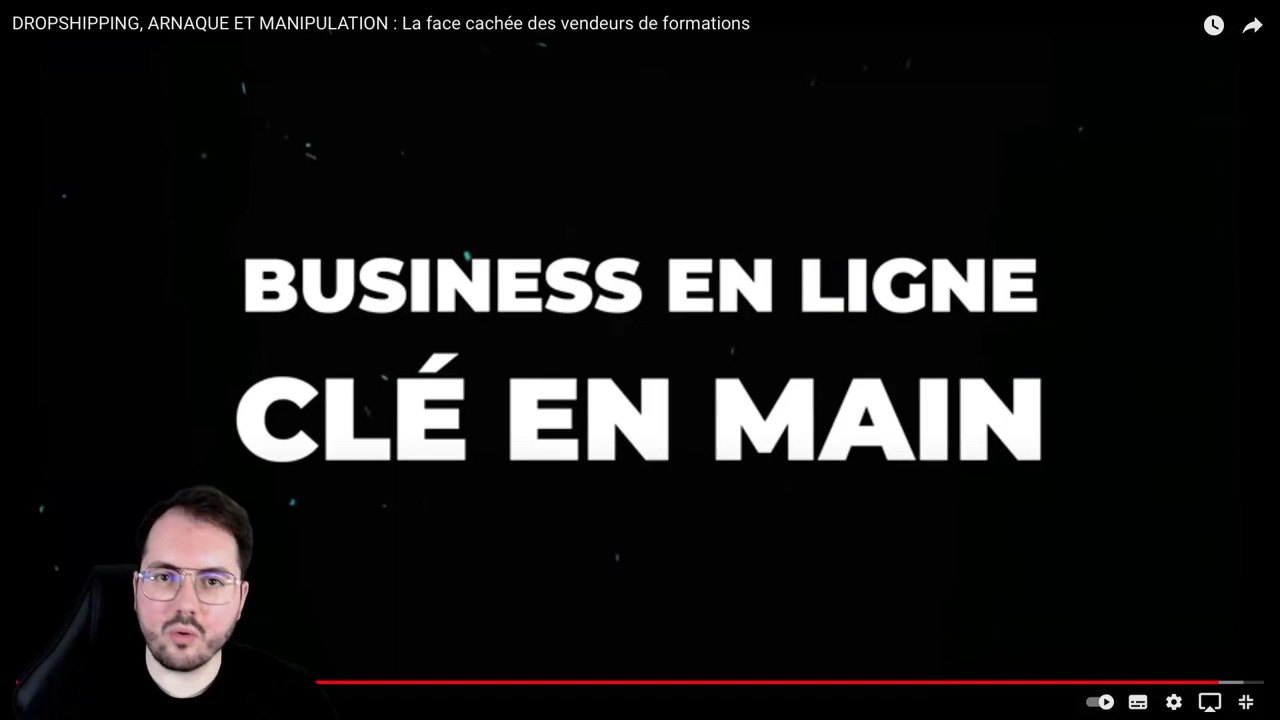 DROPSHIPPING, ARNAQUE ET MANIPULATION : La face cachée des vendeurs de formations
BUSINESS EN LIGNE
CLÉ EN MAIN